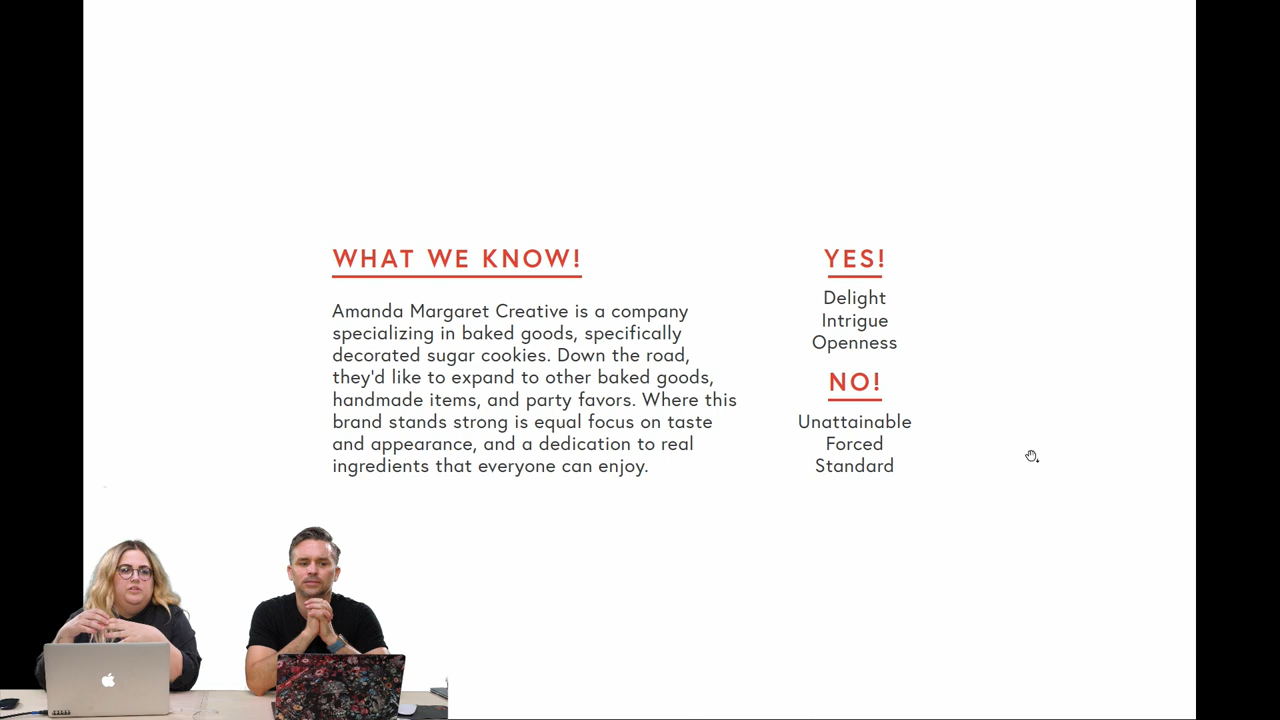 WHAT WE KNOW!
Amanda Margaret Creative is a company
specializing in baked goods, specifically
decorated sugar cookies. Down the road,
they'd like to expand to other baked goods,
handmade items, and party favors. Where this
brand stands strong is equal focus on taste
and appearance, and a dedication to real
ingredients that everyone can enjoy.
YES!
Delight
Intrigue
Openness
NO!
Unattainable
Forced
Standard